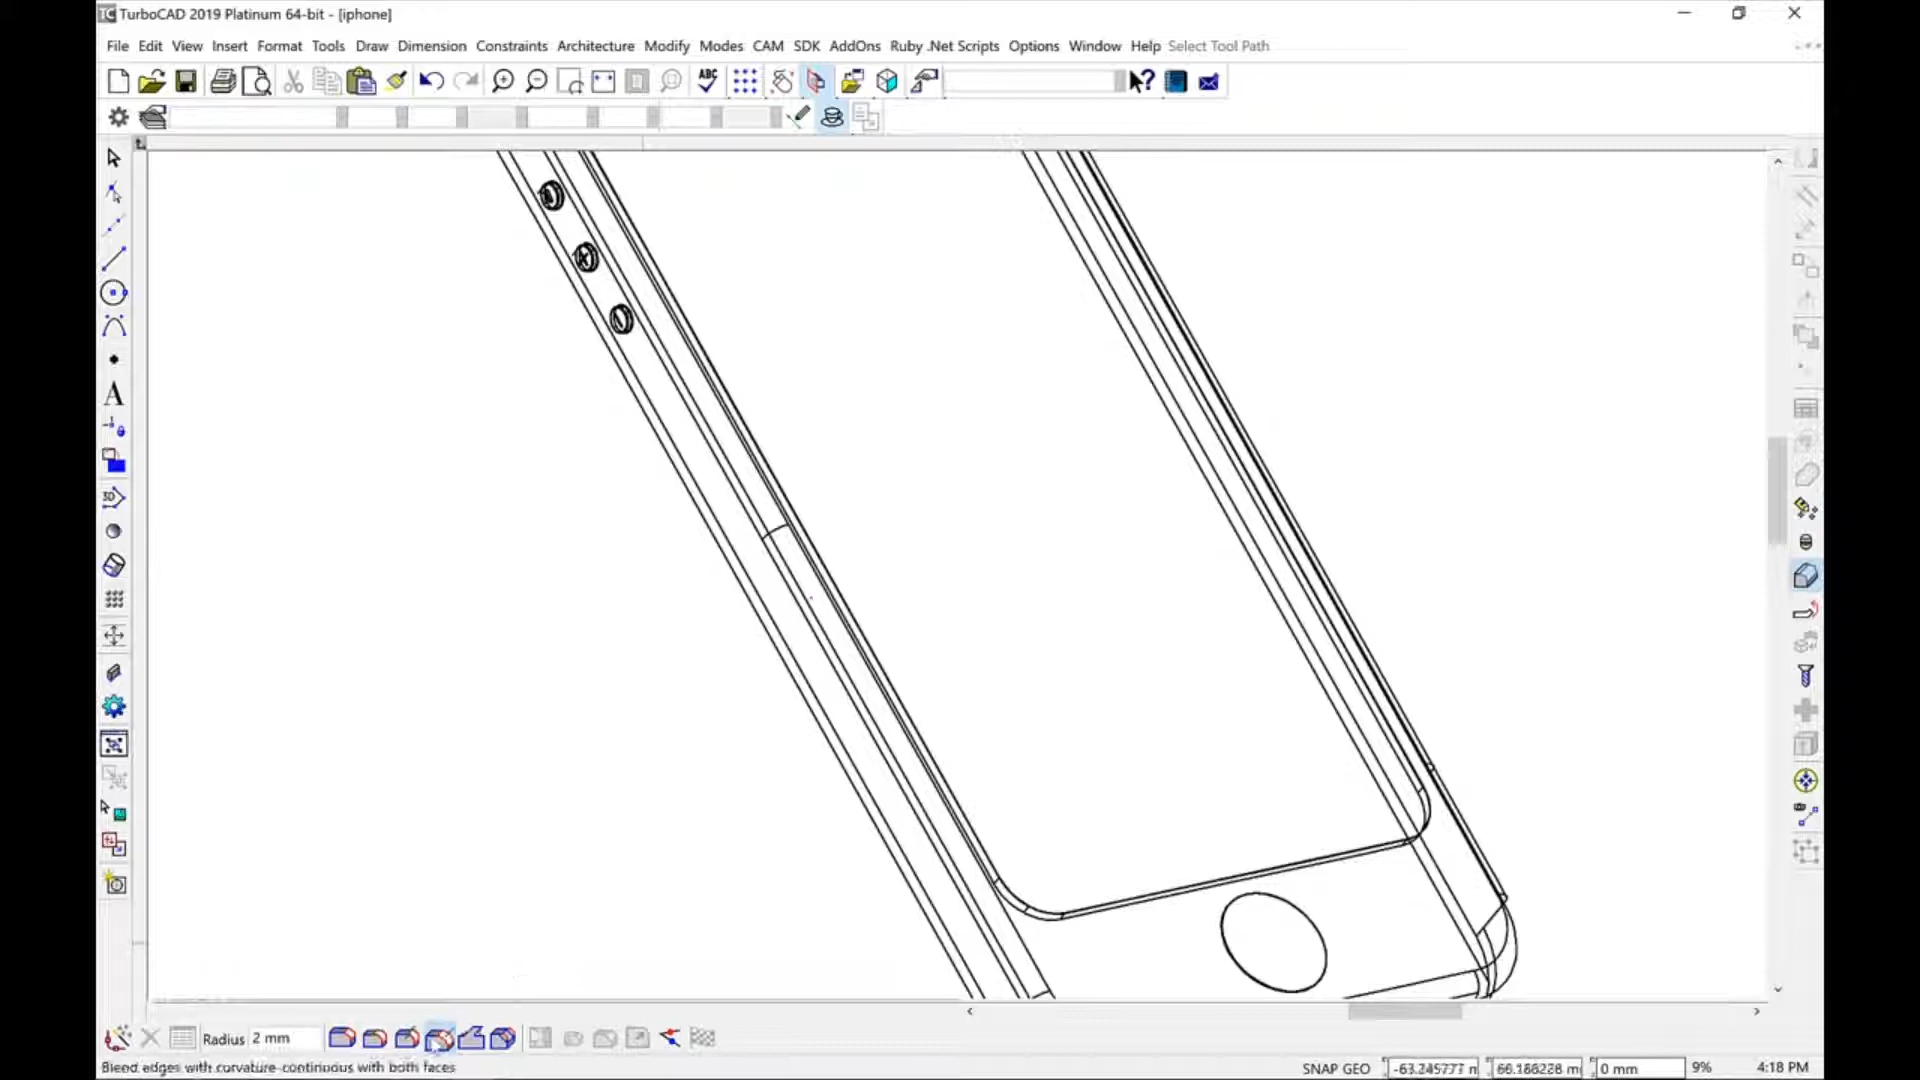 TurboCAD 2019 Platinum 64-bit - [iphone]
File Edit View Insert Format Tools Draw Dimension Constraints Architecture Modify Modes CAM SDK AddOns Ruby .Net Scripts Options Window Help Select Tool Path
ABC
A
3D
Radius 2 mm
Blend edges with curvature-continuous with both faces
SNAP GEO -63.245777 m 66.186228 m 0 mm 9% 4:18 PM